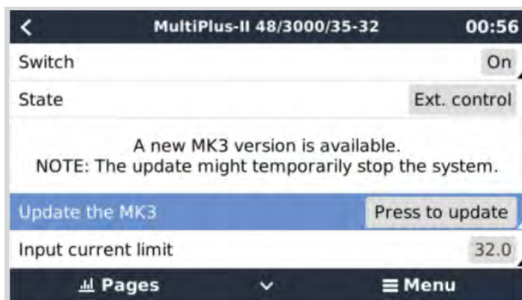 MultiPlus-II 48/3000/35-32 00:56
Switch On
State Ext. control
A new MK3 version is available.
NOTE: The update might temporarily stop the system.
Update the MK3 Press to update
Input current limit 32.0
Pages Menu